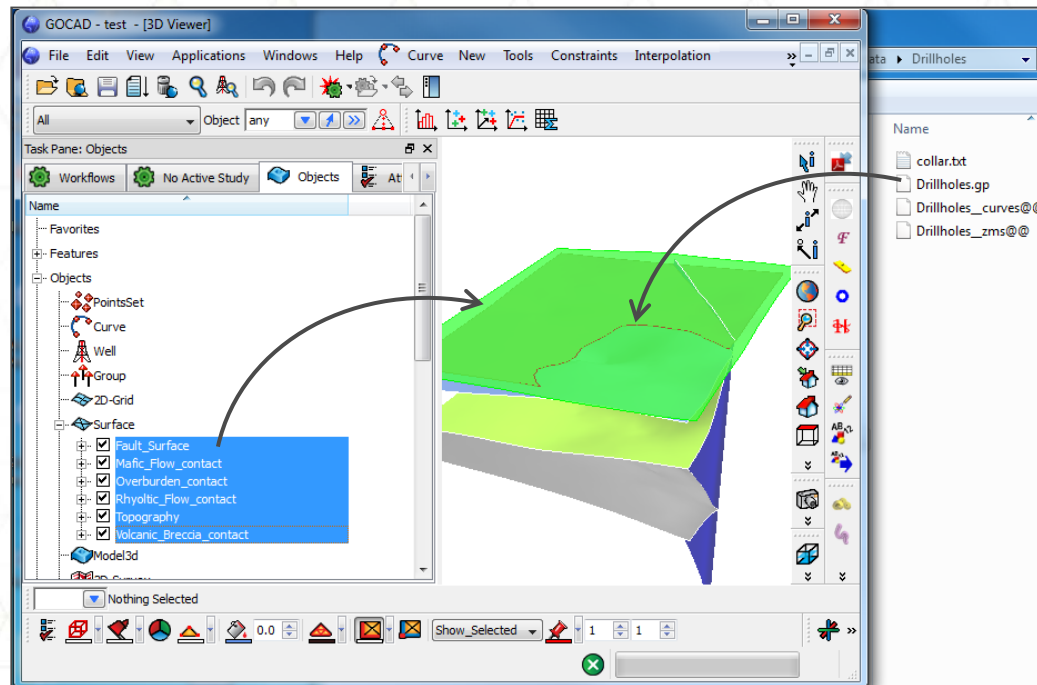 GOCAD - test - [3D Viewer]
File Edit View Applications Windows Help Curve New Tools Constraints Interpolation »
All Object any
Task Pane: Objects
Workflows No Active Study Objects At
Name
Favorites
Features
Objects
PointsSet
Curve
Well
Group
2D-Grid
Surface
Fault_Surface
Mafic_Flow_contact
Overburden_contact
Rhyoltic_Flow_contact
Topography
Volcanic_Breccia_contact
Model3d
Nothing Selected
0.0 Show_Selected 1 1 »
ata Drillholes
Name
collar.txt
Drillholes.gp
Drillholes__curves@@
Drillholes__zms@@